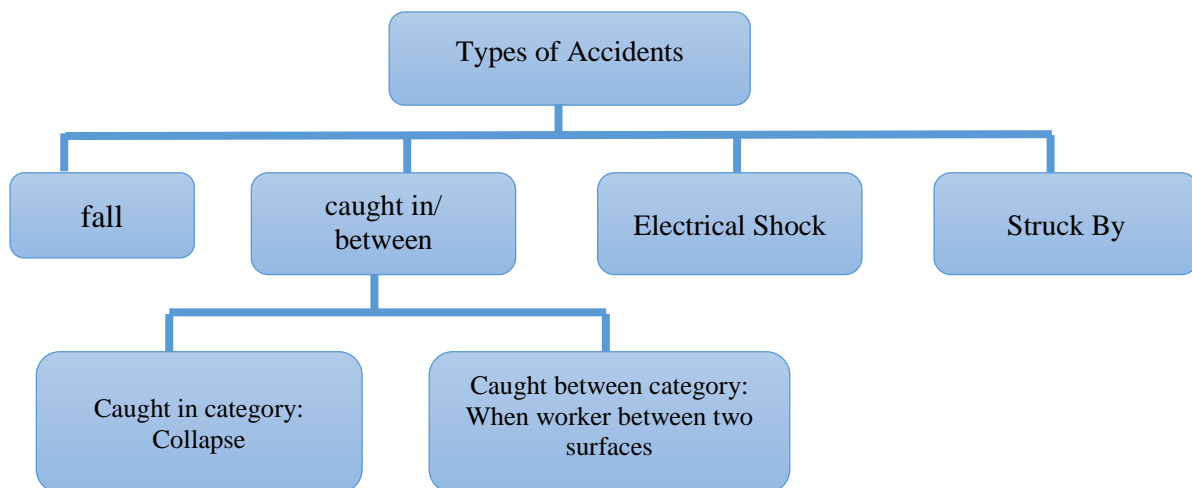 Types of Accidents
fall
caught in/
between
Electrical Shock
Struck By
Caught in category:
Collapse
Caught between category:
When worker between two
surfaces